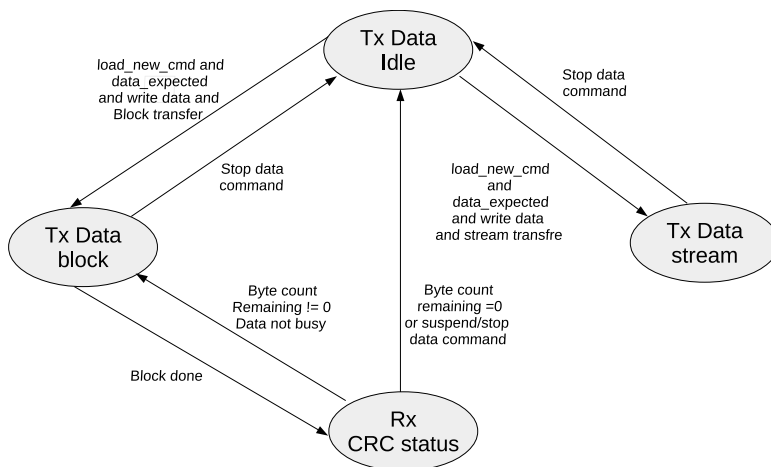 Tx Data
Idle
load_new_cmd and
data_expected
and write data and
Block transfer
Stop data
command
Stop data
command
load_new_cmd
and
data_expected
and write data
and stream transfre
Tx Data
block
Tx Data
stream
Byte count
Remaining != 0
Data not busy
Byte count
remaining =0
or suspend/stop
data command
Block done
Rx
CRC status